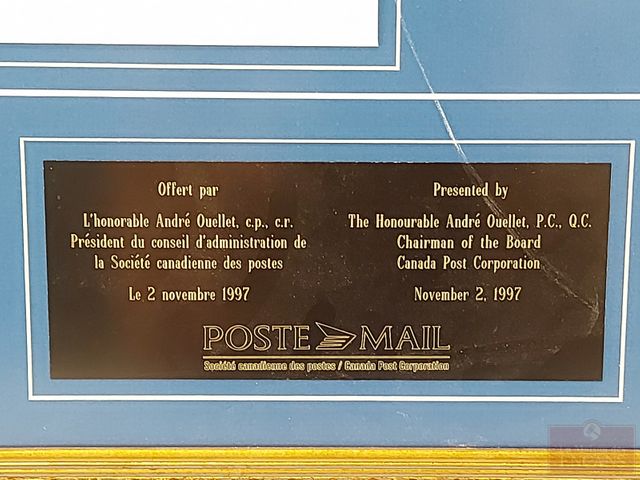 Offert par
L'honorable André Ouellet, c.p., c.r.
Président du conseil d'administration de
la Société canadienne des postes
Le 2 novembre 1997
Presented by
The Honourable André Ouellet, P.C., Q.C.
Chairman of the Board
Canada Post Corporation
November 2, 1997
POSTE MAIL
Société canadienne des postes / Canada Post Corporation